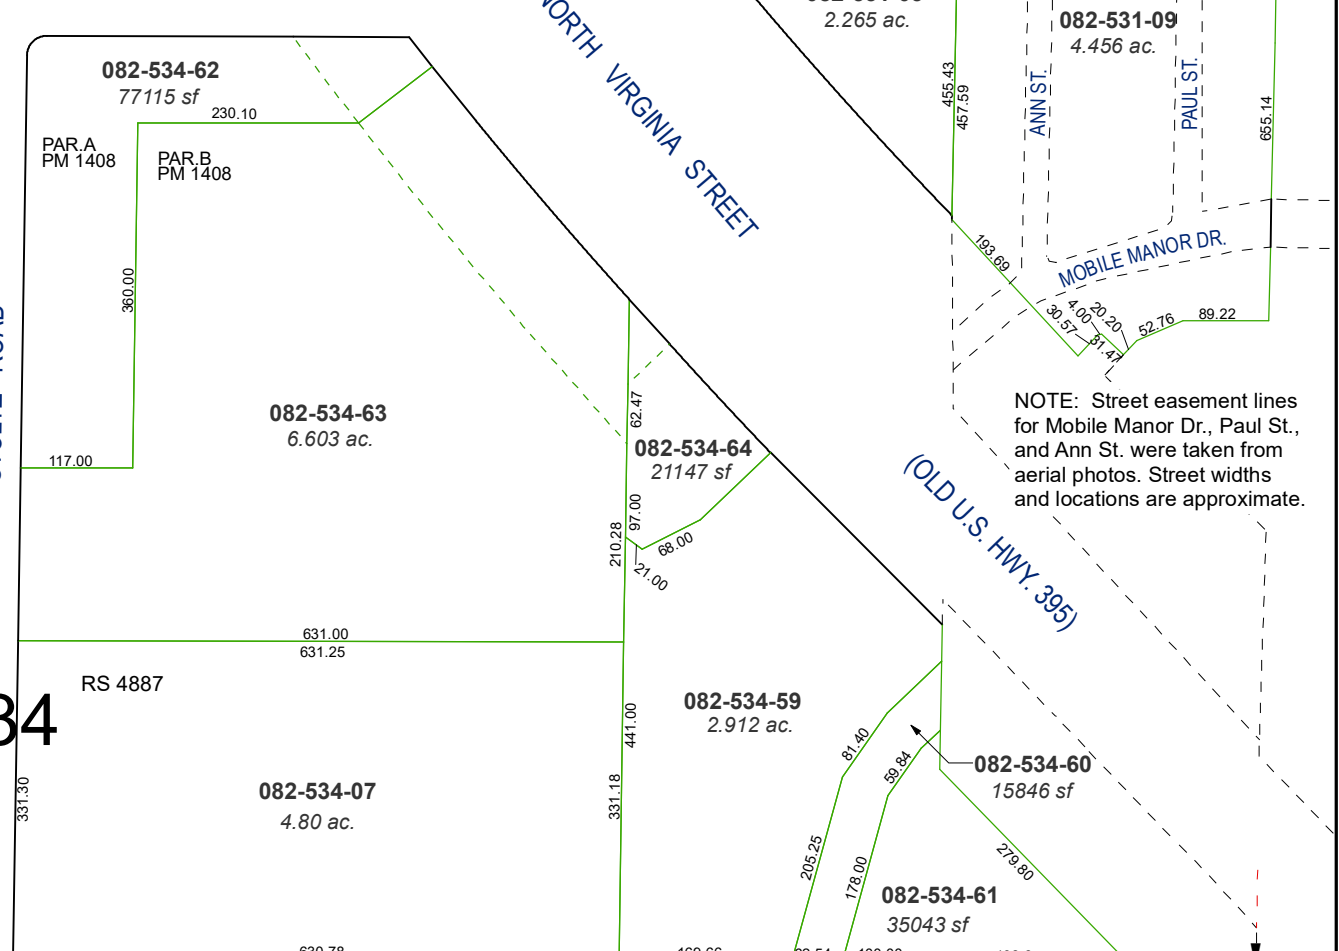 NORTH VIRGINIA STREET
2.265 ac.
082-531-09
4.456 ac.
082-534-62
77115 sf
230.10
455.43
457.59
ANN ST.
PAUL ST.
655.14
PAR.A
PM 1408
PAR.B
PM 1408
360.00
193.69
MOBILE MANOR DR.
4.00
20.20
30.57
31.47
52.76
89.22
082-534-63
6.603 ac.
62.47
NOTE: Street easement lines
for Mobile Manor Dr., Paul St.,
and Ann St. were taken from
aerial photos. Street widths
and locations are approximate.
117.00
082-534-64
21147 sf
(OLD U.S. HWY. 395)
97.00
210.28
68.00
21.00
631.00
631.25
RS 4887
34
082-534-59
2.912 ac.
441.00
81.40
59.84
082-534-60
15846 sf
331.30
082-534-07
4.80 ac.
331.18
205.25
178.00
279.80
082-534-61
35043 sf